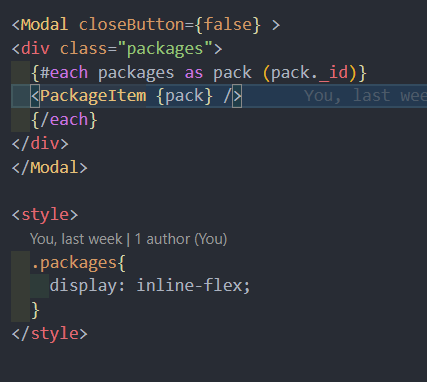 <Modal closeButton={false} >
<div class="packages">
{#each packages as pack (pack._id)}
<PackageItem {pack} /> You, last wee
{/each}
</div>
</Modal>
<style>
You, last week | 1 author (You)
.packages{
display: inline-flex;
}
</style>